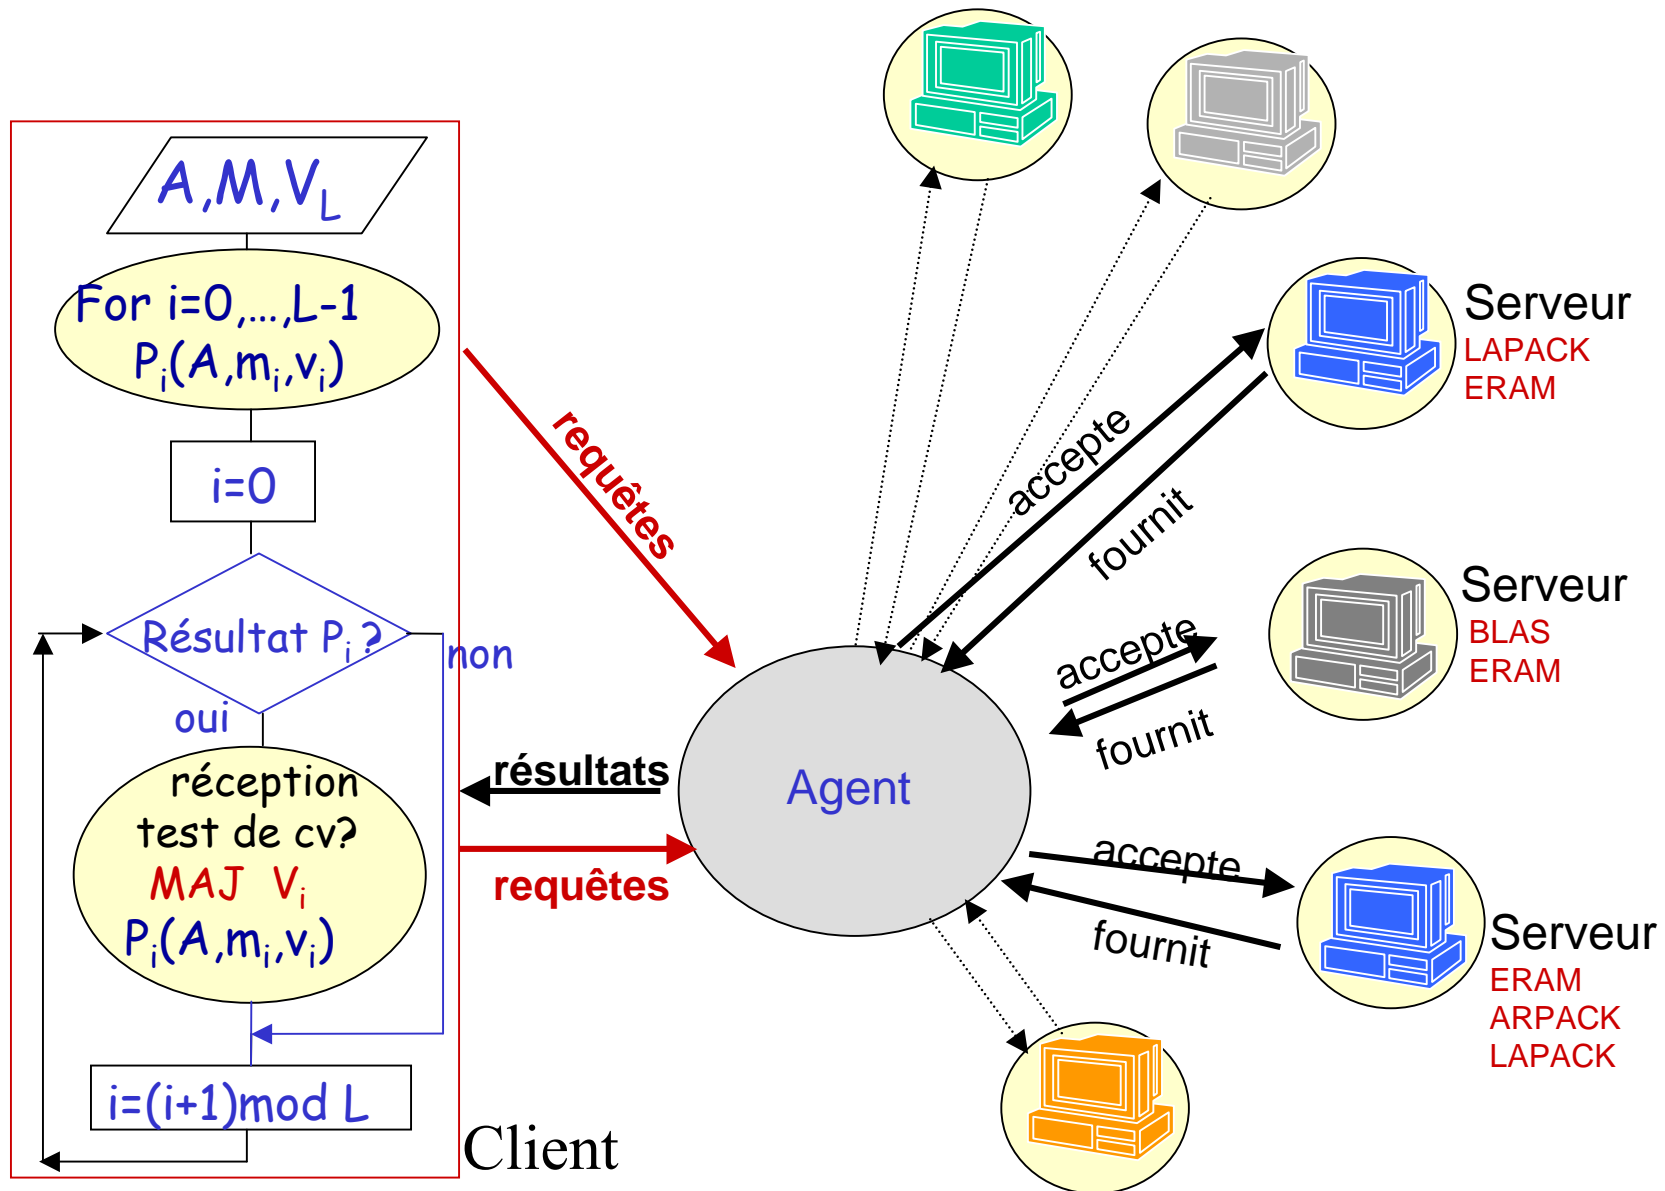 A,M,V_L
For i=0,...,L-1
P_i(A,m_i,v_i)
i=0
Résultat P_i ?
non
oui
réception
test de cv?
MAJ V_i
P_i(A,m_i,v_i)
i=(i+1)mod L
Client
requêtes
résultats
requêtes
Agent
accepte
fournit
Serveur
LAPACK
ERAM
accepte
fournit
Serveur
BLAS
ERAM
accepte
fournit
Serveur
ERAM
ARPACK
LAPACK